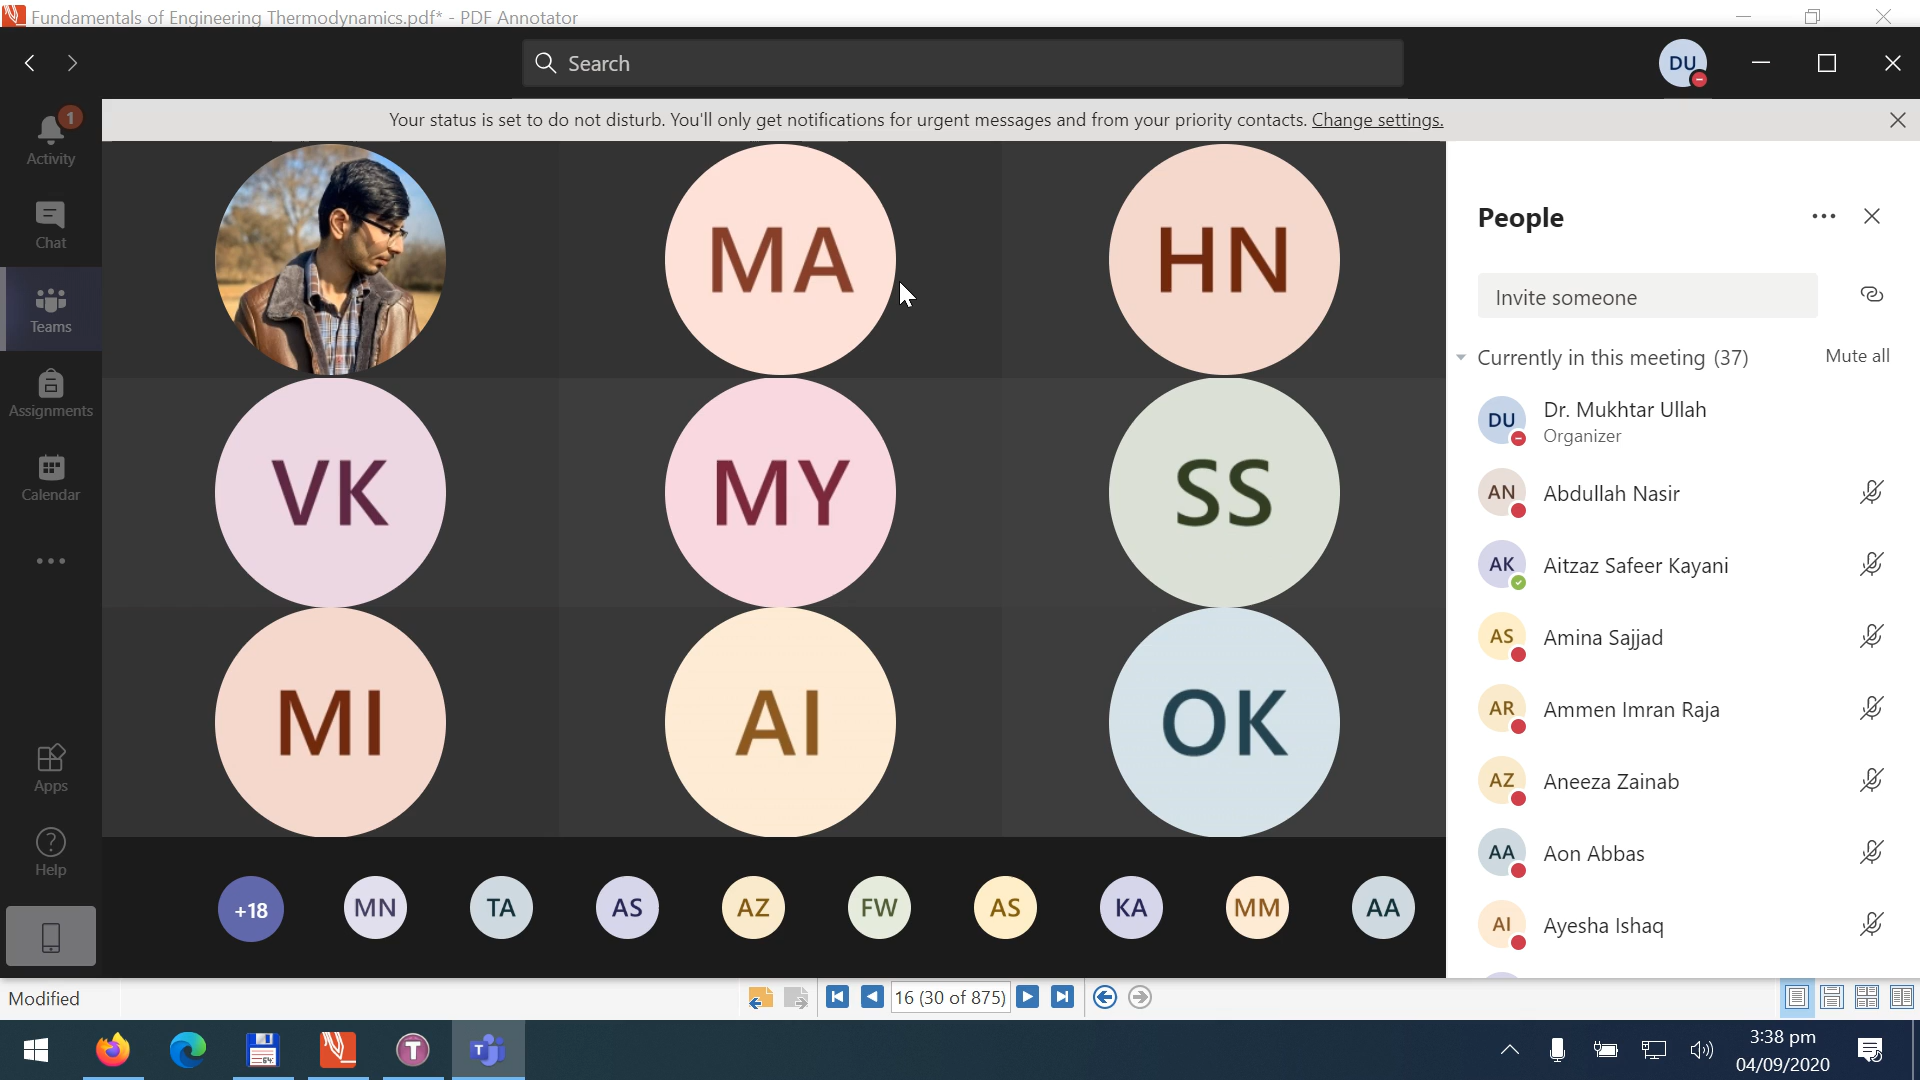 Fundamentals of Engineering Thermodynamics.pdf* - PDF Annotator
Search
DU
Your status is set to do not disturb. You'll only get notifications for urgent messages and from your priority contacts. Change settings.
1
Activity
Chat
Teams
Assignments
Calendar
Apps
Help
MA
HN
VK
MY
SS
MI
AI
OK
+18
MN
TA
AS
AZ
FW
AS
KA
MM
AA
People
Invite someone
Currently in this meeting (37)
Mute all
DU
Dr. Mukhtar Ullah
Organizer
AN
Abdullah Nasir
AK
Aitzaz Safeer Kayani
AS
Amina Sajjad
AR
Ammen Imran Raja
AZ
Aneeza Zainab
AA
Aon Abbas
AI
Ayesha Ishaq
Modified
16 (30 of 875)
64
T
T
3:38 pm
04/09/2020